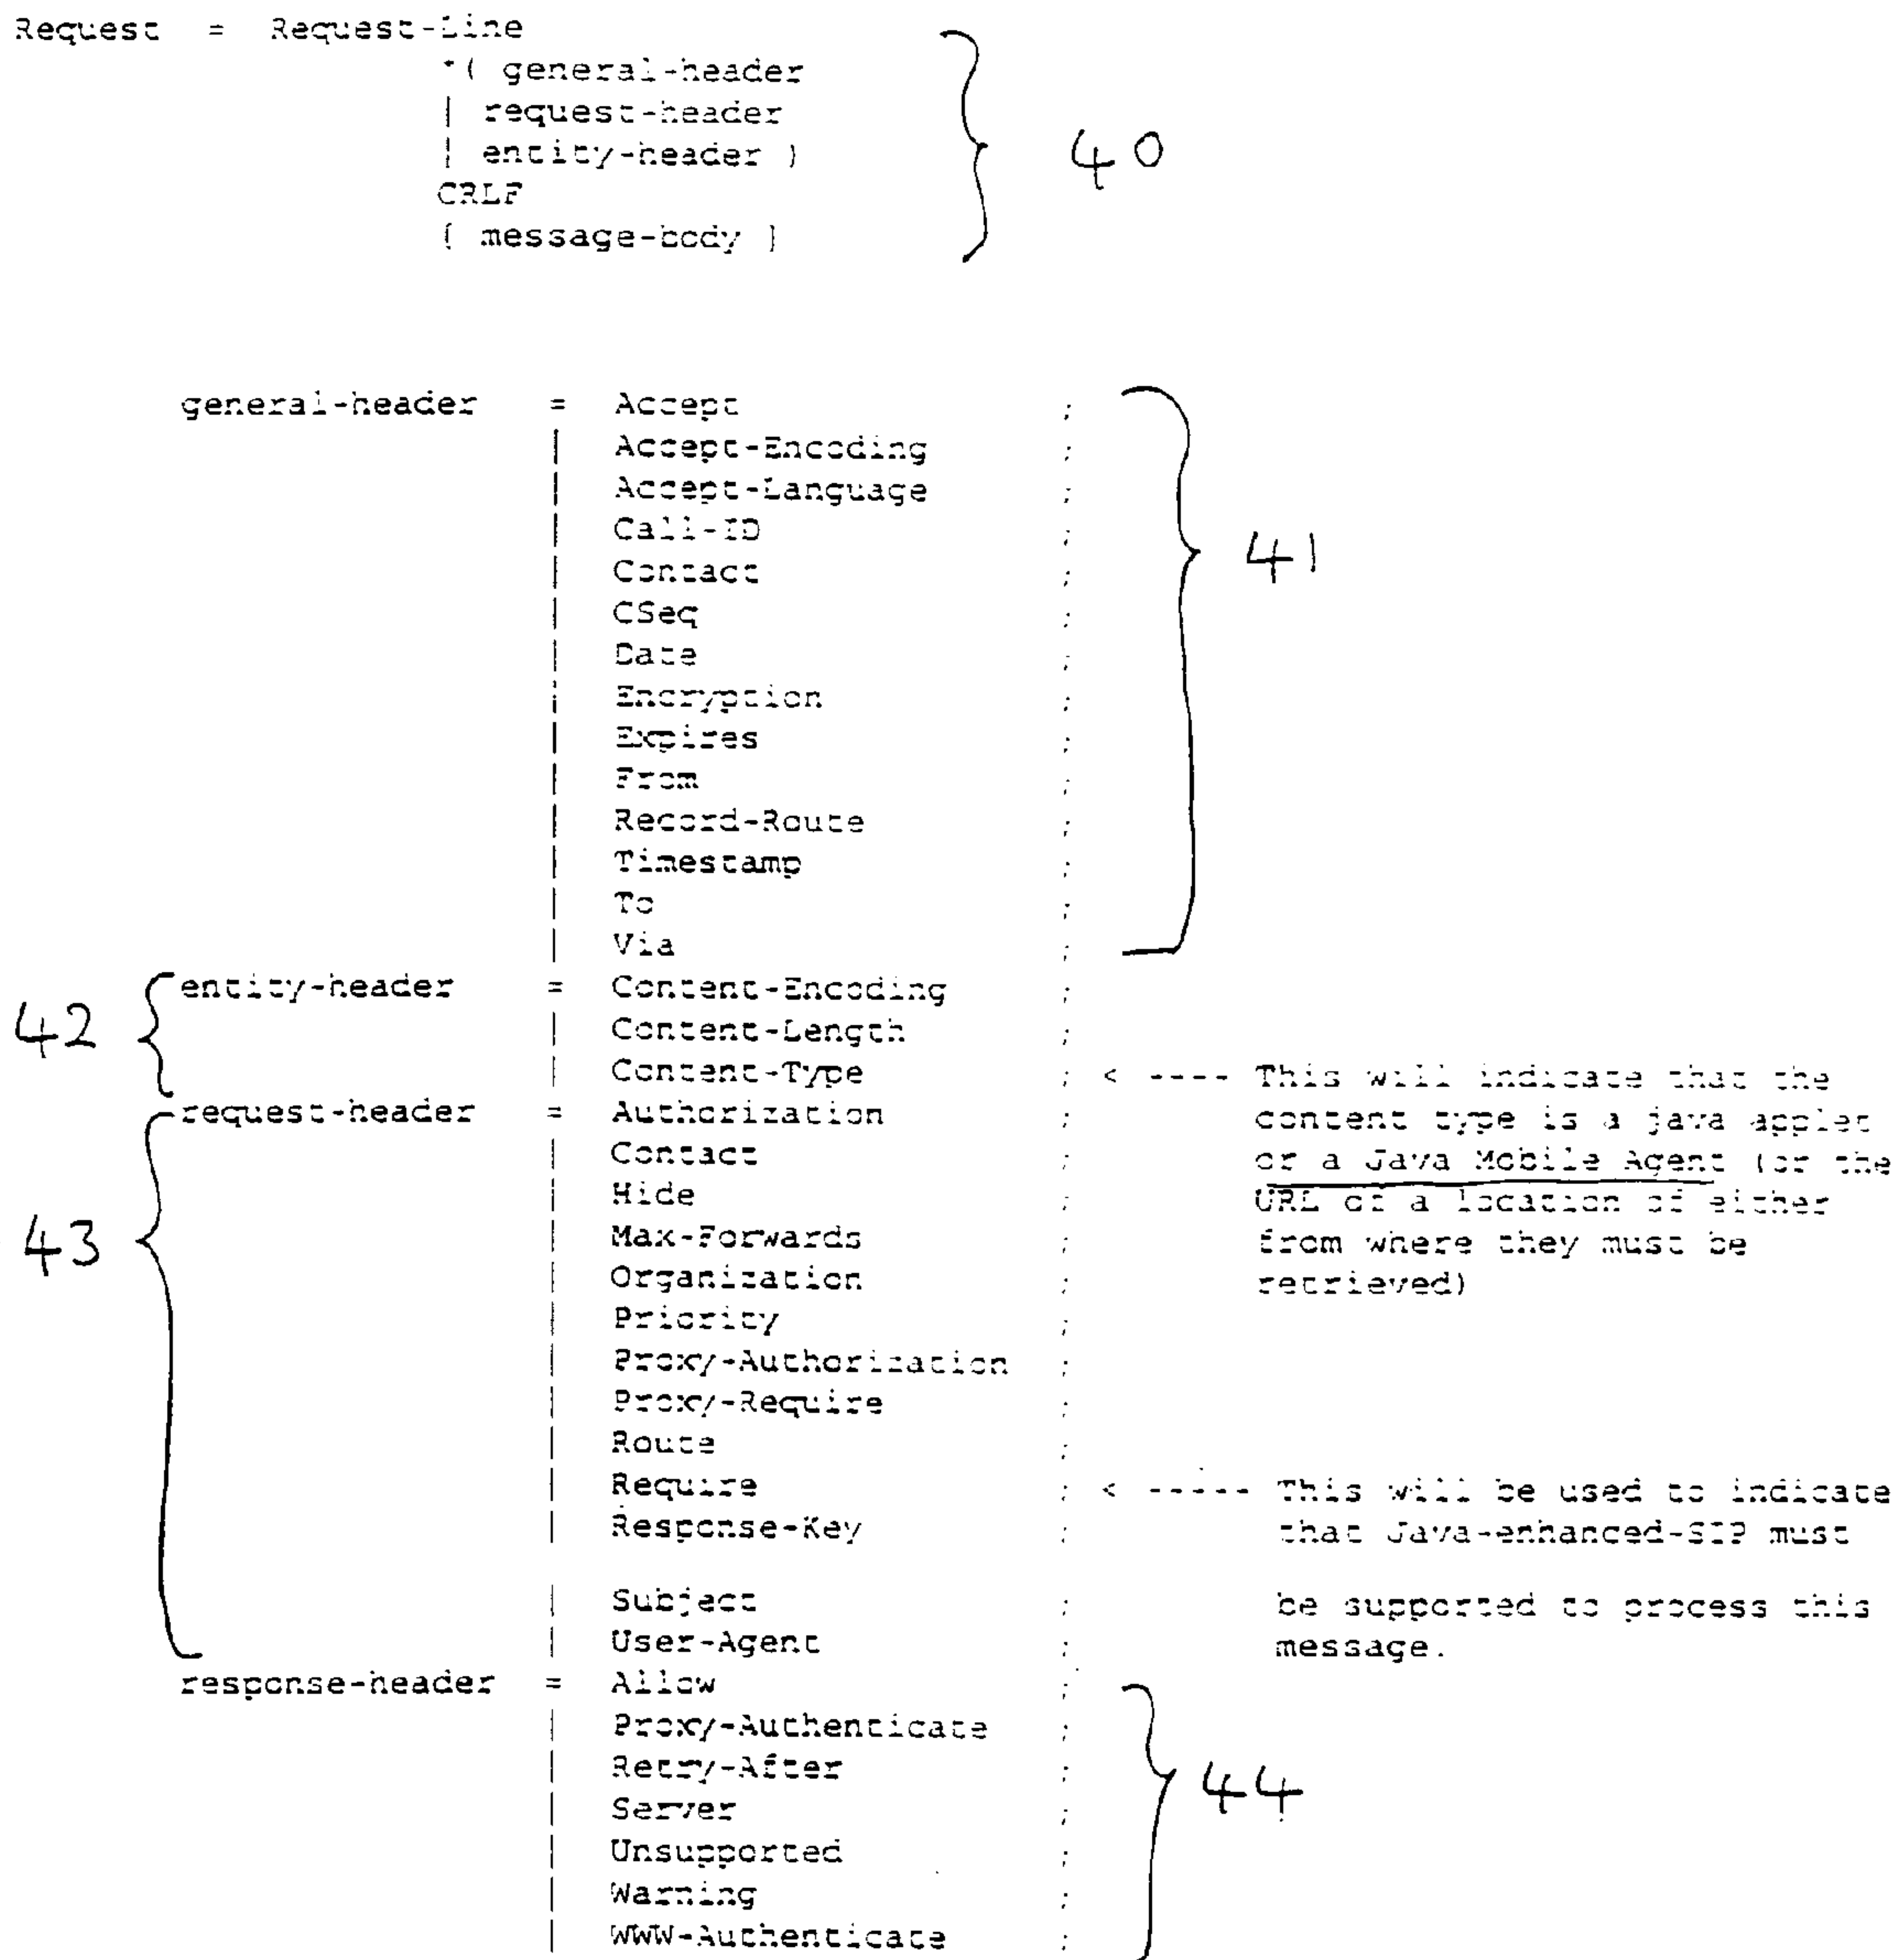 Request = Request-Line
*( general-header
| request-header
| entity-header )
CRLF
[ message-body ]
40
general-header = Accept ;
| Accept-Encoding ;
| Accept-Language ;
| Call-ID ;
| Contact ;
| CSeq ;
| Date ;
| Encryption ;
| Expires ;
| From ;
| Record-Route ;
| Timestamp ;
| To ;
| Via ;
41
entity-header = Content-Encoding ;
| Content-Length ;
| Content-Type ; < ---- This will indicate that the
42
request-header = Authorization ; content type is a java applet
| Contact ; or a Java Mobile Agent (or the
| Hide ; URL of a location of either
| Max-Forwards ; from where they must be
43
| Organization ; retrieved)
| Priority ;
| Proxy-Authorization ;
| Proxy-Require ;
| Route ;
| Require ; < ----- This will be used to indicate
| Response-Key ; that Java-enhanced-SIP must
| Subject ; be supported to process this
| User-Agent ; message.
response-header = Allow ;
| Proxy-Authenticate ;
| Retry-After ;
| Server ;
| Unsupported ;
| Warning ;
| WWW-Authenticate ;
44